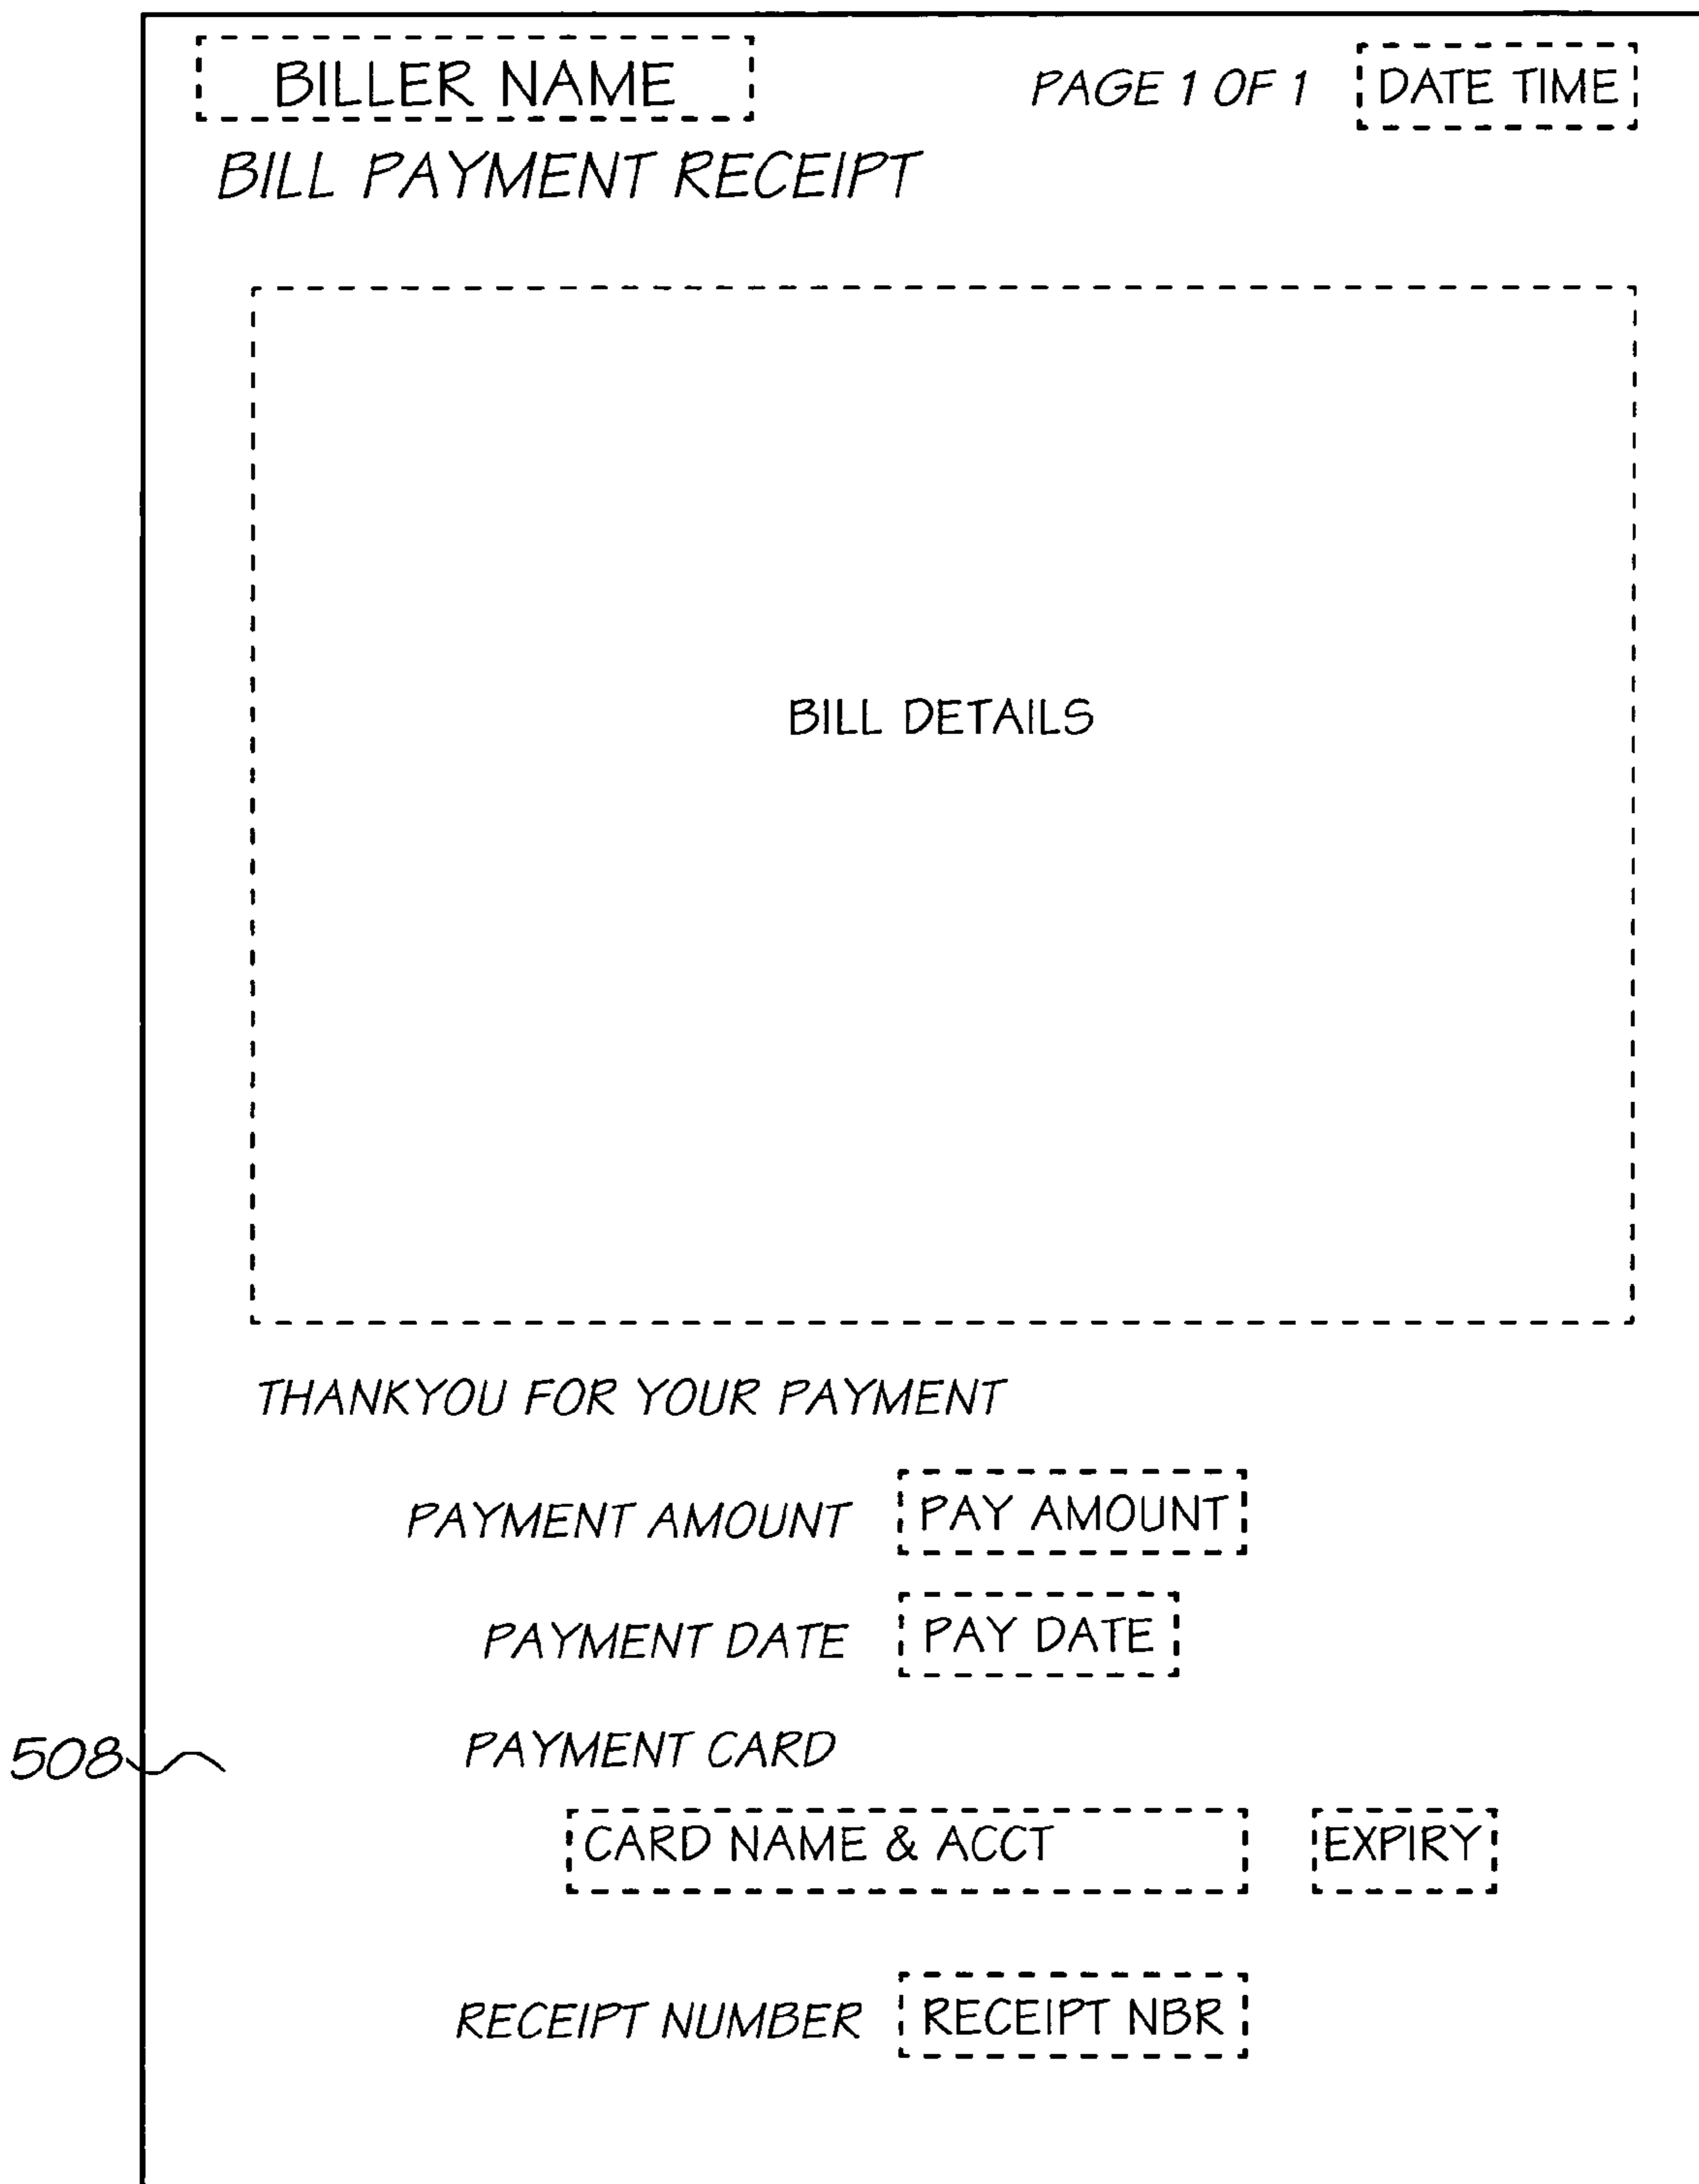 BILLER NAME PAGE 1 OF 1 DATE TIME
BILL PAYMENT RECEIPT
BILL DETAILS
THANKYOU FOR YOUR PAYMENT
PAYMENT AMOUNT PAY AMOUNT
PAYMENT DATE PAY DATE
508 PAYMENT CARD
CARD NAME & ACCT EXPIRY
RECEIPT NUMBER RECEIPT NBR